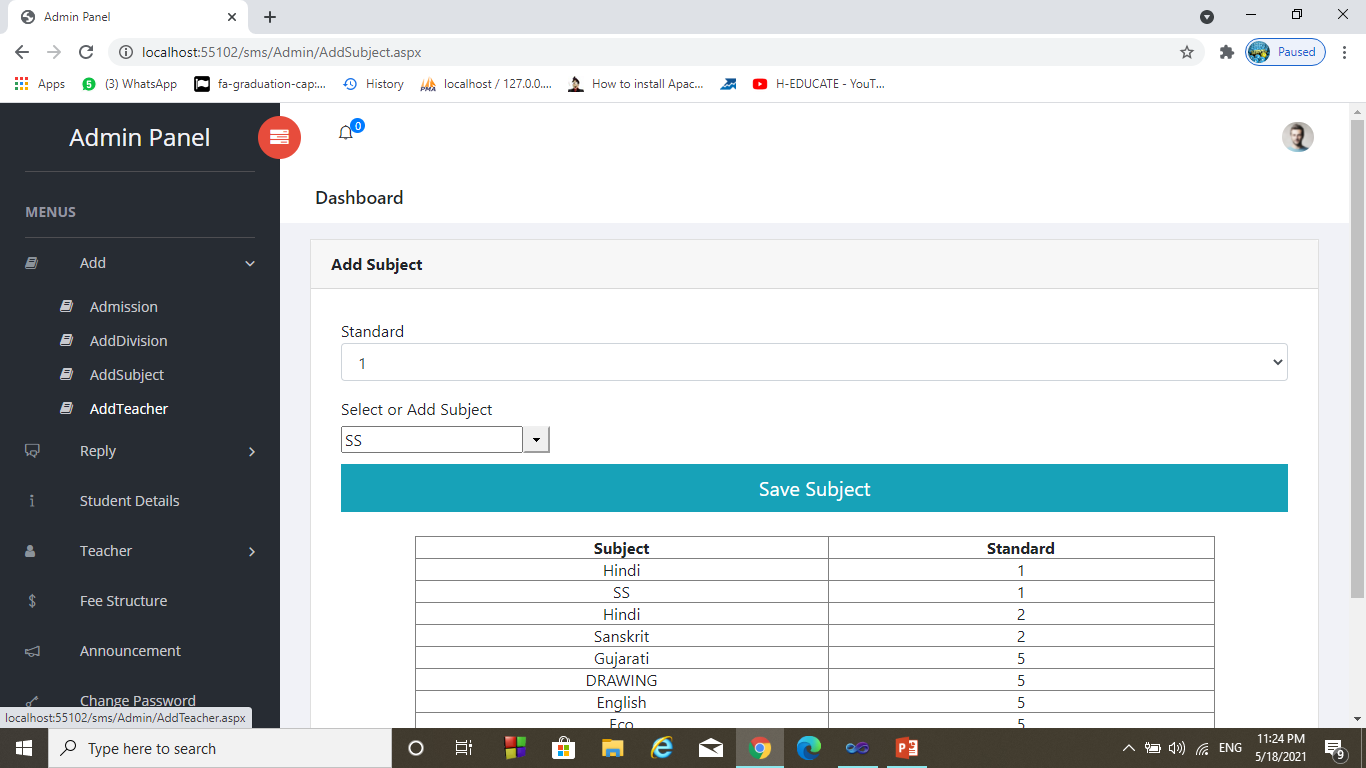 Admin Panel
localhost:55102/sms/Admin/AddSubject.aspx
Paused
Apps
5 (3) WhatsApp
fa-graduation-cap:...
History
PMA localhost / 127.0.0....
How to install Apac...
H-EDUCATE - YouT...
Admin Panel
0
Dashboard
MENUS
Add
Admission
AddDivision
AddSubject
AddTeacher
Reply
Student Details
Teacher
Fee Structure
Announcement
Change Password
localhost:55102/sms/Admin/AddTeacher.aspx
Add Subject
Standard
1
Select or Add Subject
SS
Save Subject
Subject Standard
Hindi 1
SS 1
Hindi 2
Sanskrit 2
Gujarati 5
DRAWING 5
English 5
Eco 5
Type here to search
ENG
11:24 PM
5/18/2021
9